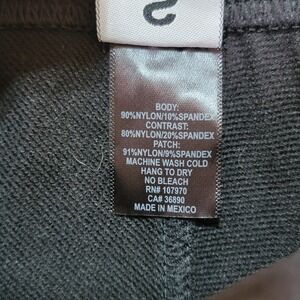 S
BODY:
90%NYLON/10%SPANDEX
CONTRAST:
80%NYLON/20%SPANDEX
PATCH:
91%NYLON/9%SPANDEX
MACHINE WASH COLD
HANG TO DRY
NO BLEACH
RN# 107970
CA# 36890
MADE IN MEXICO